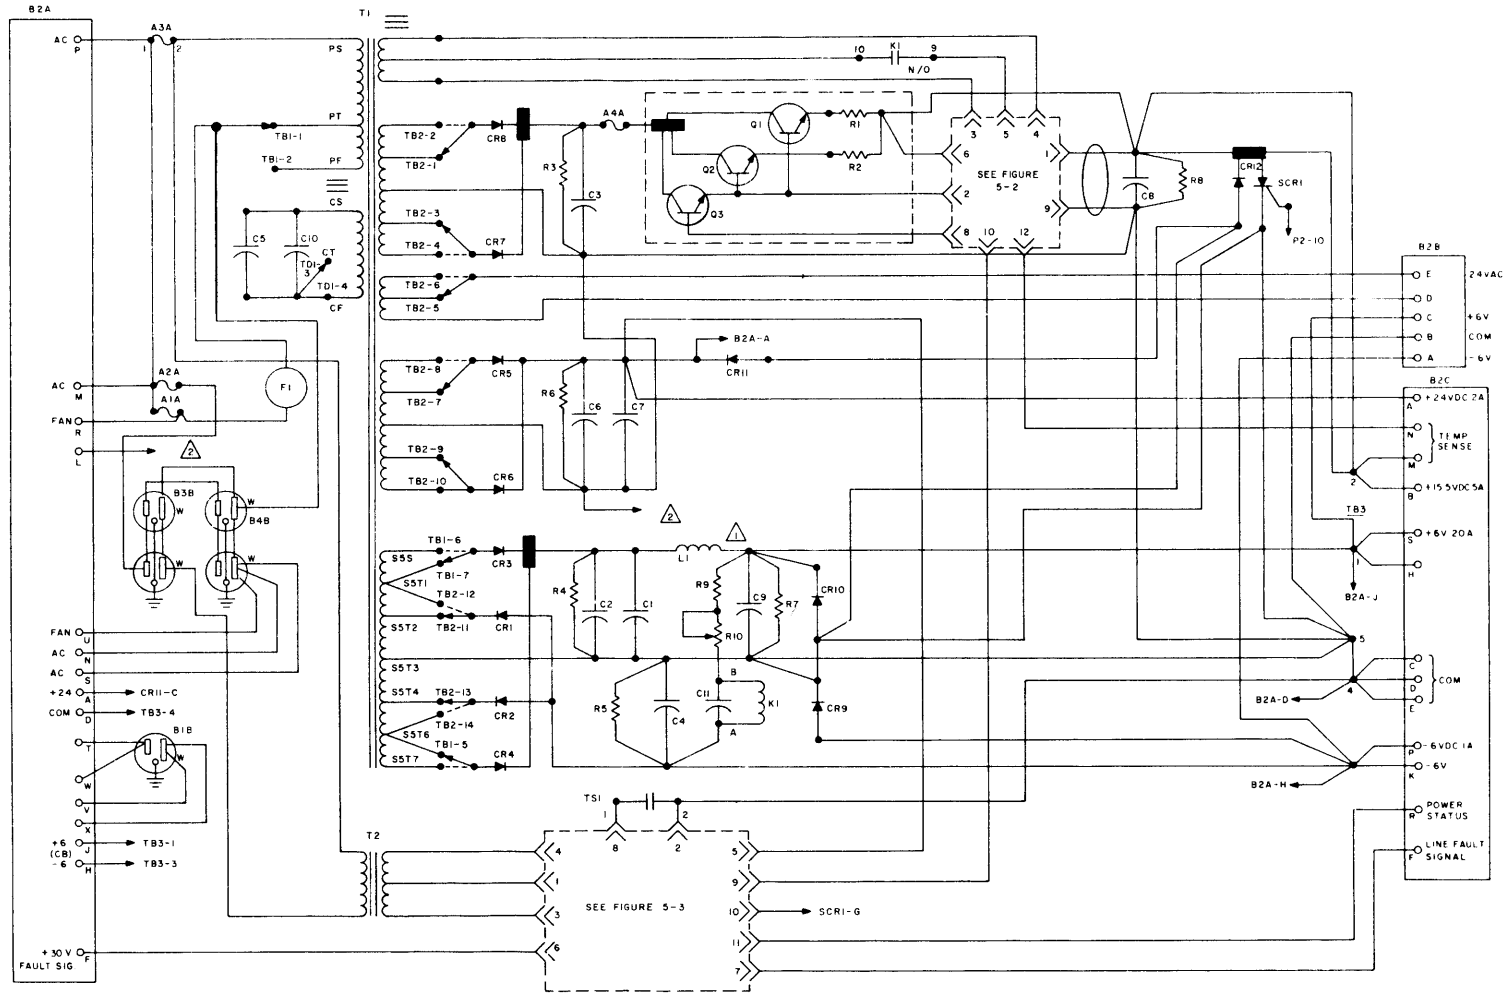 B2A
AC
P
A3A
1
2
T1
PS
PT
PF
TB1-1
TB1-2
CS
C5
C10
TD1-
3
CT
TD1-4
CF
F1
AC
M
A2A
A1A
FAN
R
L
2
B3B
W
W
B4B
W
W
FAN
U
AC
N
AC
S
+24
A
CR11-C
COM
D
TB3-4
T
B1B
W
W
V
X
+6
(CB)
J
TB3-1
-6
H
TB3-3
+30V
F
FAULT SIG.
TB2-2
TB2-1
CR8
TB2-3
TB2-4
CR7
TB2-6
TB2-5
R3
C3
A4A
Q1
Q2
Q3
R1
R2
10
K1
9
N/O
3
5
4
6
1
SEE FIGURE
5-2
2
9
8
10
12
C8
R8
CR12
SCR1
P2-10
TB2-8
TB2-7
CR5
TB2-9
TB2-10
CR6
R6
C6
C7
B2A-A
CR11
2
1
S5S
TB1-6
CR3
S5T1
TB1-7
TB2-12
S5T2
TB2-11
CR1
S5T3
S5T4
TB2-13
CR2
TB2-14
S5T6
TB1-5
S5T7
CR4
R4
C2
C1
L1
R9
R10
C9
R7
CR10
R5
C4
B
C11
K1
A
CR9
TS1
1
2
8
2
T2
4
5
1
9
SEE FIGURE 5-3
3
10
SCR1-G
6
11
7
B2B
E
24VAC
D
C
+6V
B
COM
A
-6V
B2C
A
+24VDC 2A
N
TEMP
SENSE
M
2
B
+15.5VDC 5A
TB3
S
+6V 20A
1
H
B2A-J
5
C
D
COM
E
4
B2A-D
P
-6VDC 1A
K
-6V
B2A-H
R
POWER
STATUS
F
LINE FAULT
SIGNAL